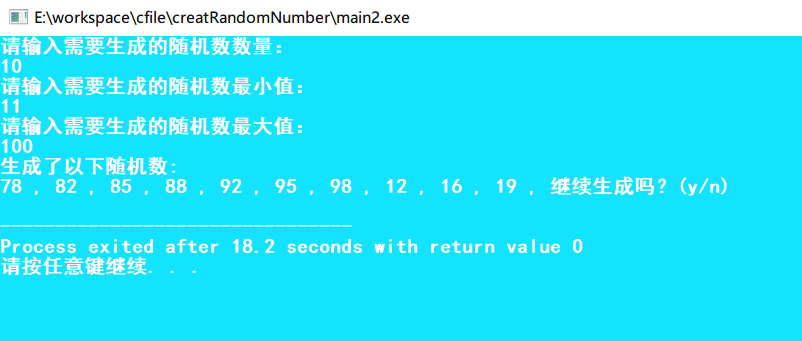 E:\workspace\cfile\creatRandomNumber\main2.exe
请输入需要生成的随机数数量：
10
请输入需要生成的随机数最小值：
11
请输入需要生成的随机数最大值：
100
生成了以下随机数：
78 , 82 , 85 , 88 , 92 , 95 , 98 , 12 , 16 , 19 , 继续生成吗？(y/n)
--------------------------------
Process exited after 18.2 seconds with return value 0
请按任意键继续. . .